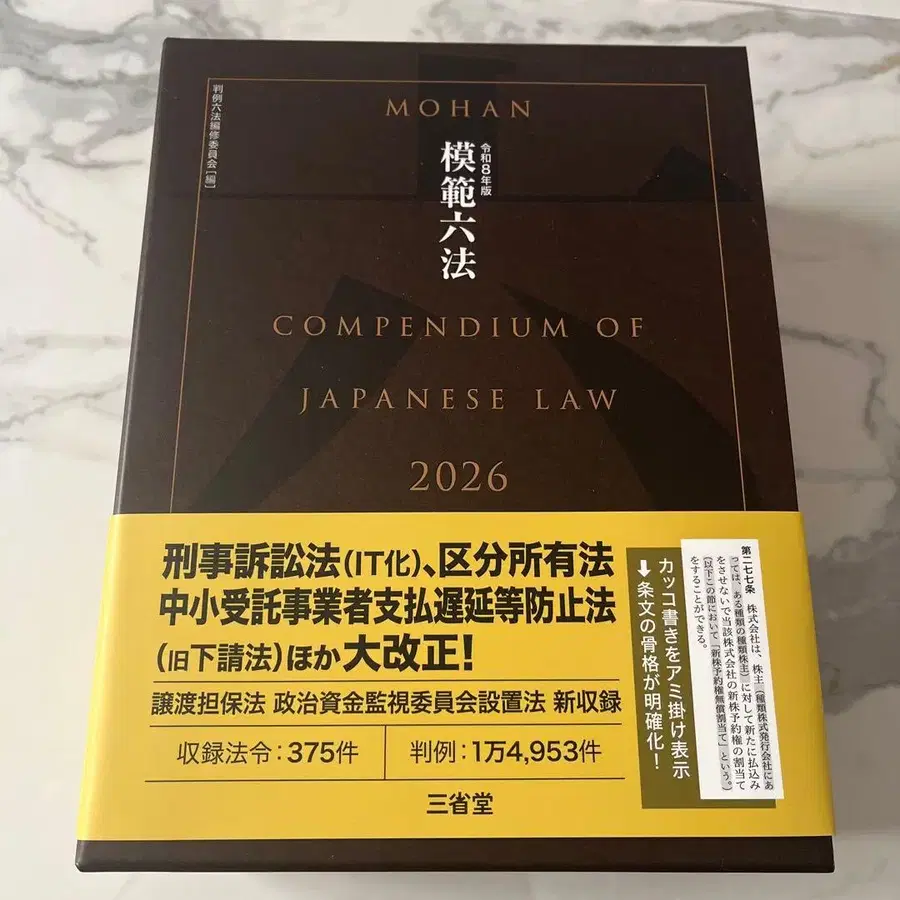 判例六法編修委員会[編]
MOHAN
令和8年版
模範六法
COMPENDIUM OF
JAPANESE LAW
2026
刑事訴訟法(IT化)、区分所有法
中小受託事業者支払遅延等防止法
(旧下請法)ほか大改正!
譲渡担保法 政治資金監視委員会設置法 新収録
収録法令:375件
判例:1万4,953件
三省堂
カッコ書きをアミ掛け表示
➡条文の骨格が明確化!
第二七七条 株式会社は、株主(種類株式発行会社にあ
っては、ある種類の種類株主)に対して新たに払込み
をさせないで当該株式会社の新株予約権の割当て
(以下この節において「新株予約権無償割当て」という。)
をすることができる。